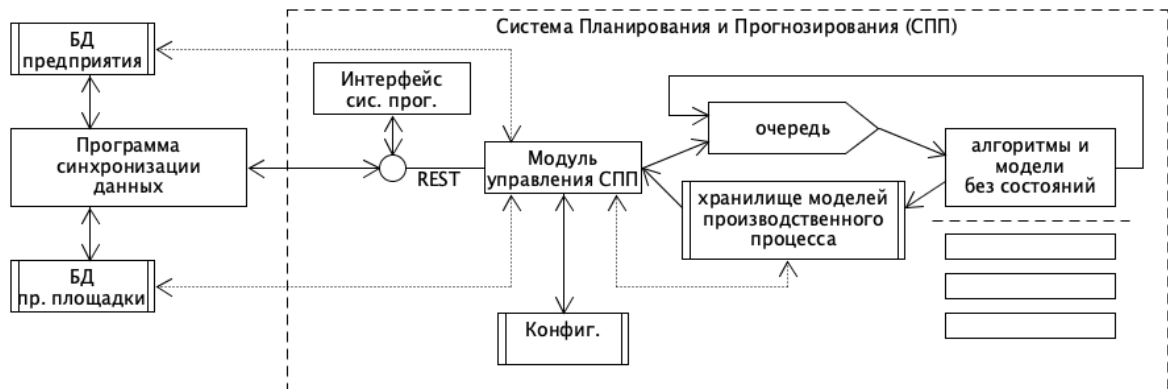 Система Планирования и Прогнозирования (СПП)
БД
предприятия
Интерфейс
сис. прог.
очередь
Программа
синхронизации
данных
REST
Модуль
управления СПП
алгоритмы и
модели
без состояний
хранилище моделей
производственного
процесса
БД
пр. площадки
Конфиг.